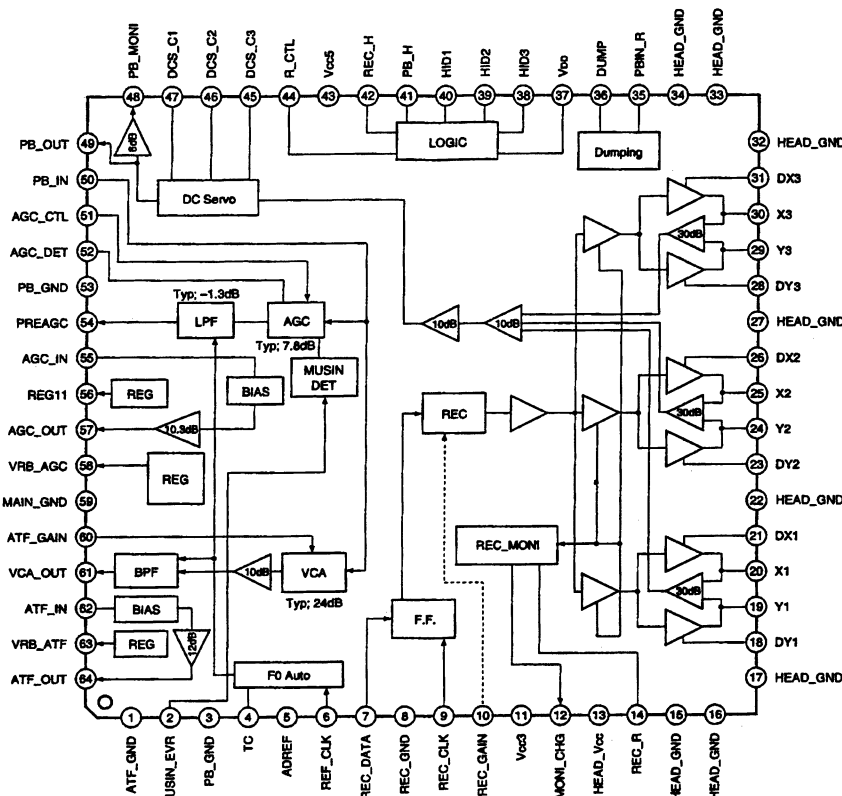 PB_MONI
DCS_C1
DCS_C2
DCS_C3
R_CTL
Vcc5
REC_H
PB_H
HID1
HID2
HID3
Vcc
DUMP
PBIN_R
HEAD_GND
HEAD_GND
48 47 46 45 44 43 42 41 40 39 38 37 36 35 34 33
PB_OUT 49
PB_IN 50
AGC_CTL 51
AGC_DET 52
PB_GND 53
PREAGC 54
AGC_IN 55
REG11 56
AGC_OUT 57
VRB_AGC 58
MAIN_GND 59
ATF_GAIN 60
VCA_OUT 61
ATF_IN 62
VRB_ATF 63
ATF_OUT 64
6dB
DC Servo
LOGIC
Dumping
Typ; –1.3dB
LPF
AGC
Typ; 7.8dB
MUSIN
DET
BIAS
REG
10.3dB
REG
BPF
10dB
VCA
Typ; 24dB
BIAS
12dB
REG
F0 Auto
10dB
10dB
REC
REC_MONI
F.F.
30dB
30dB
30dB
32 HEAD_GND
31 DX3
30 X3
29 Y3
28 DY3
27 HEAD_GND
26 DX2
25 X2
24 Y2
23 DY2
22 HEAD_GND
21 DX1
20 X1
19 Y1
18 DY1
17 HEAD_GND
1 2 3 4 5 6 7 8 9 10 11 12 13 14 15 16
ATF_GND
USIN_EVR
PB_GND
TC
ADREF
REF_CLK
REC_DATA
REC_GND
REC_CLK
REC_GAIN
Vcc3
MONI_CHG
HEAD_Vcc
REC_R
HEAD_GND
HEAD_GND